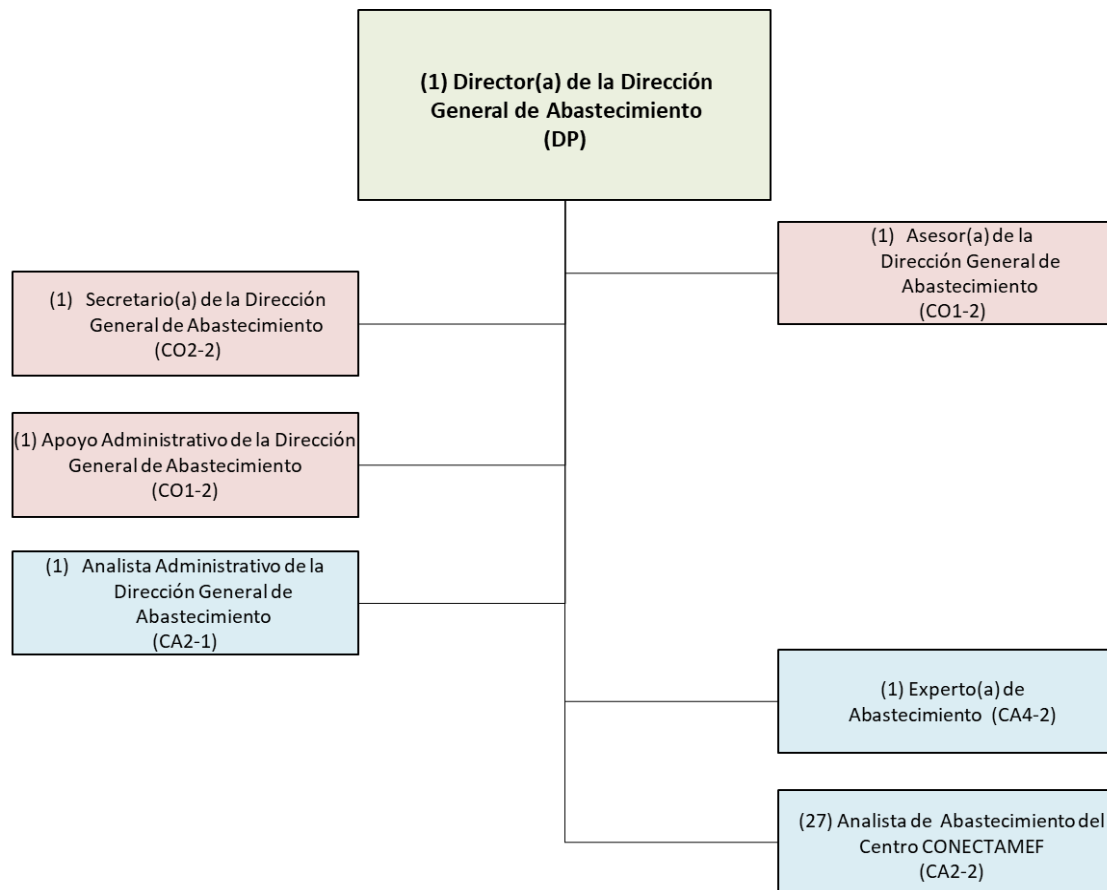 (1) Director(a) de la Dirección
General de Abastecimiento
(DP)
(1) Asesor(a) de la
Dirección General de
Abastecimiento
(CO1-2)
(1) Secretario(a) de la Dirección
General de Abastecimiento
(CO2-2)
(1) Apoyo Administrativo de la Dirección
General de Abastecimiento
(CO1-2)
(1) Analista Administrativo de la
Dirección General de
Abastecimiento
(CA2-1)
(1) Experto(a) de
Abastecimiento (CA4-2)
(27) Analista de Abastecimiento del
Centro CONECTAMEF
(CA2-2)